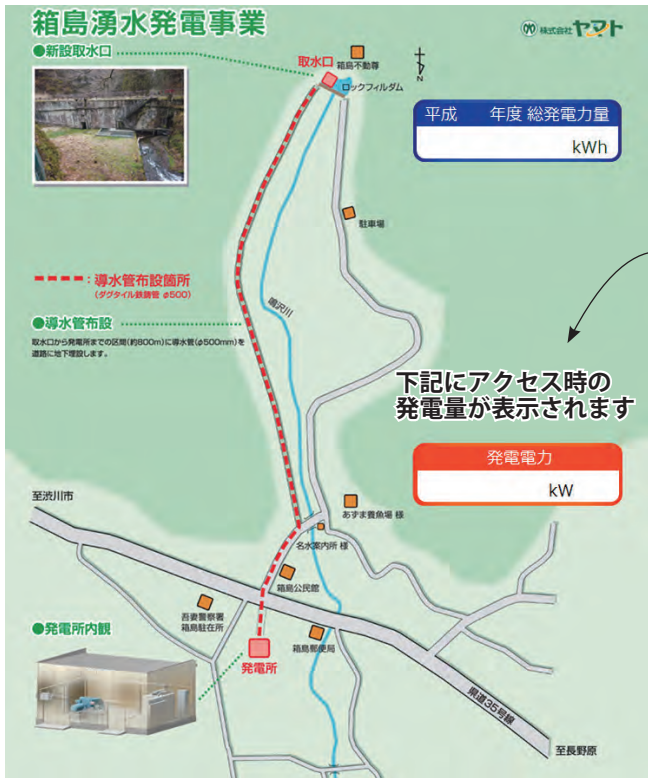 箱島湧水発電事業
株式会社ヤマト
●新設取水口
取水口
箱島不動尊
ロックフィルダム
N
平成　　年度 総発電力量
kWh
駐車場
：導水管布設箇所
(ダグタイル鉄鋳管 φ500)
鳴沢川
●導水管布設
取水口から発電所までの区間(約800m)に導水管(φ500mm)を
道路に地下埋設します。
下記にアクセス時の
発電量が表示されます
発電電力
kW
至渋川市
あずま養魚場 様
名水案内所 様
箱島公民館
吾妻警察署
箱島駐在所
●発電所内観
箱島郵便局
発電所
県道35号線
至長野原